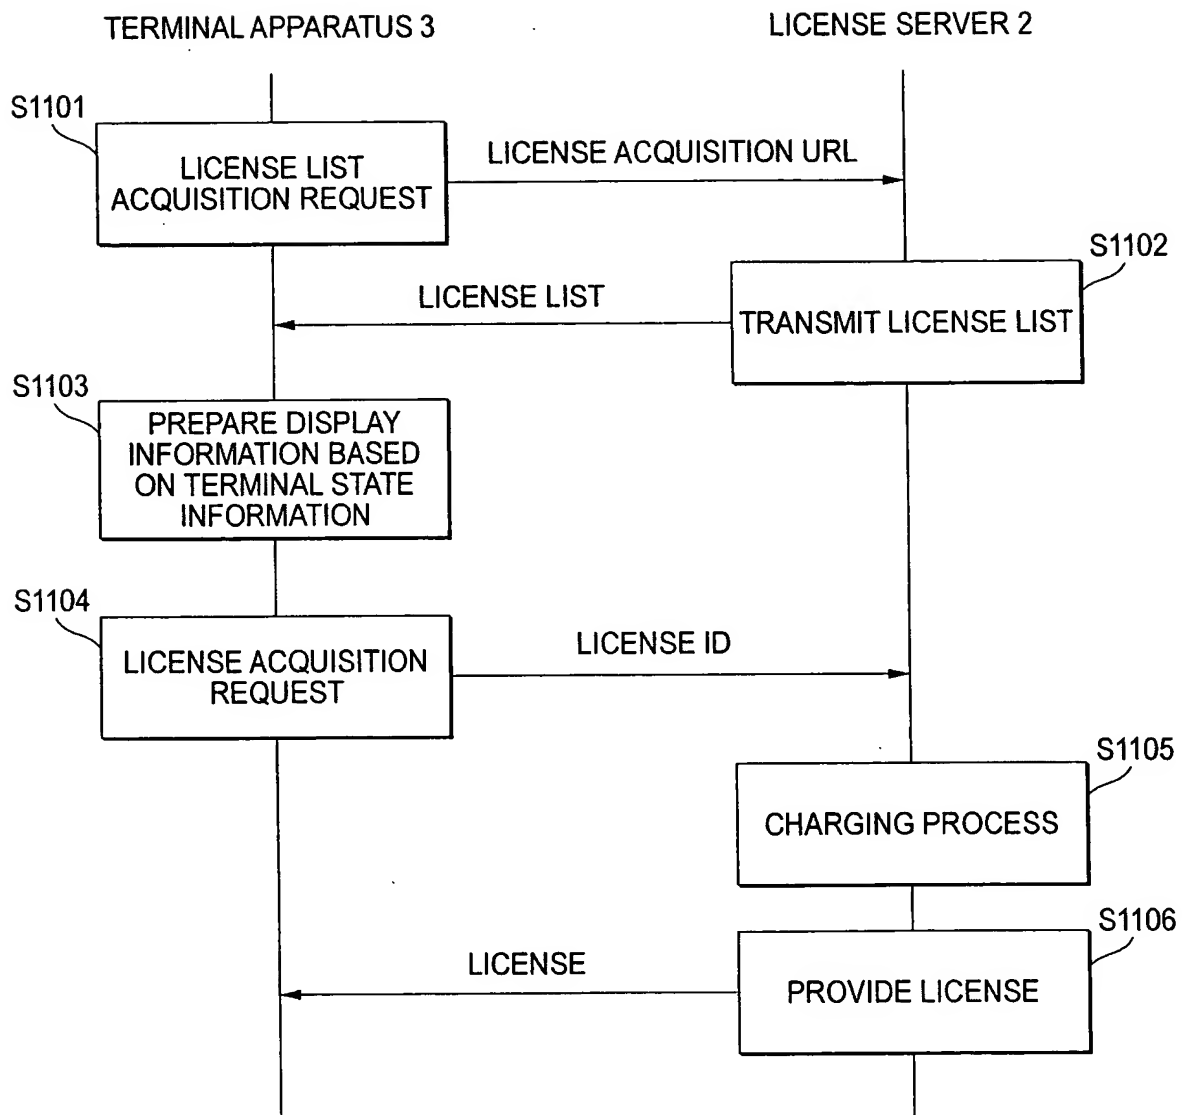 TERMINAL APPARATUS 3
LICENSE SERVER 2
S1101
LICENSE LIST
ACQUISITION REQUEST
LICENSE ACQUISITION URL
S1102
TRANSMIT LICENSE LIST
LICENSE LIST
S1103
PREPARE DISPLAY
INFORMATION BASED
ON TERMINAL STATE
INFORMATION
S1104
LICENSE ACQUISITION
REQUEST
LICENSE ID
S1105
CHARGING PROCESS
S1106
PROVIDE LICENSE
LICENSE